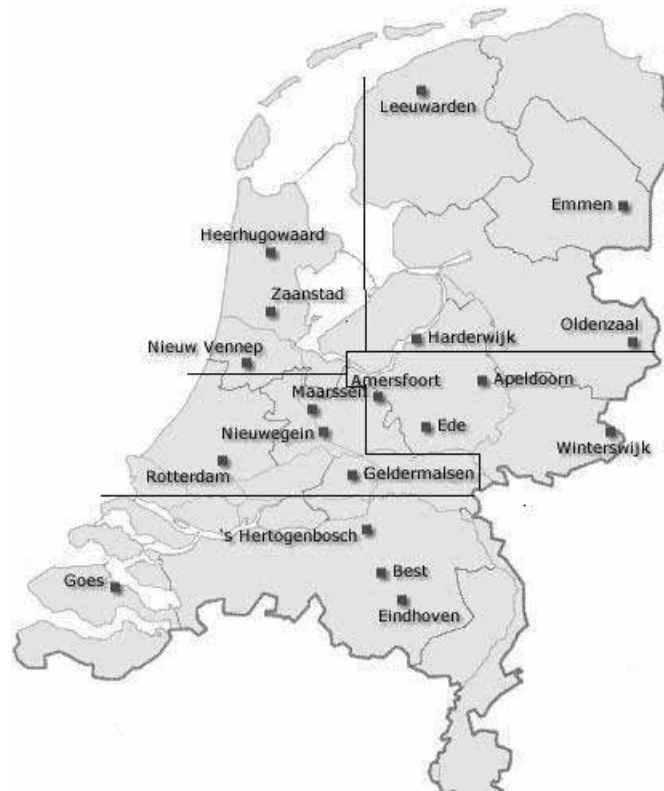 Leeuwarden
Emmen
Heerhugowaard
Zaanstad
Oldenzaal
Harderwijk
Nieuw Vennep
Amersfoort
Apeldoorn
Maarssen
Ede
Nieuwegein
Winterswijk
Rotterdam
Geldermalsen
's Hertogenbosch
Best
Goes
Eindhoven